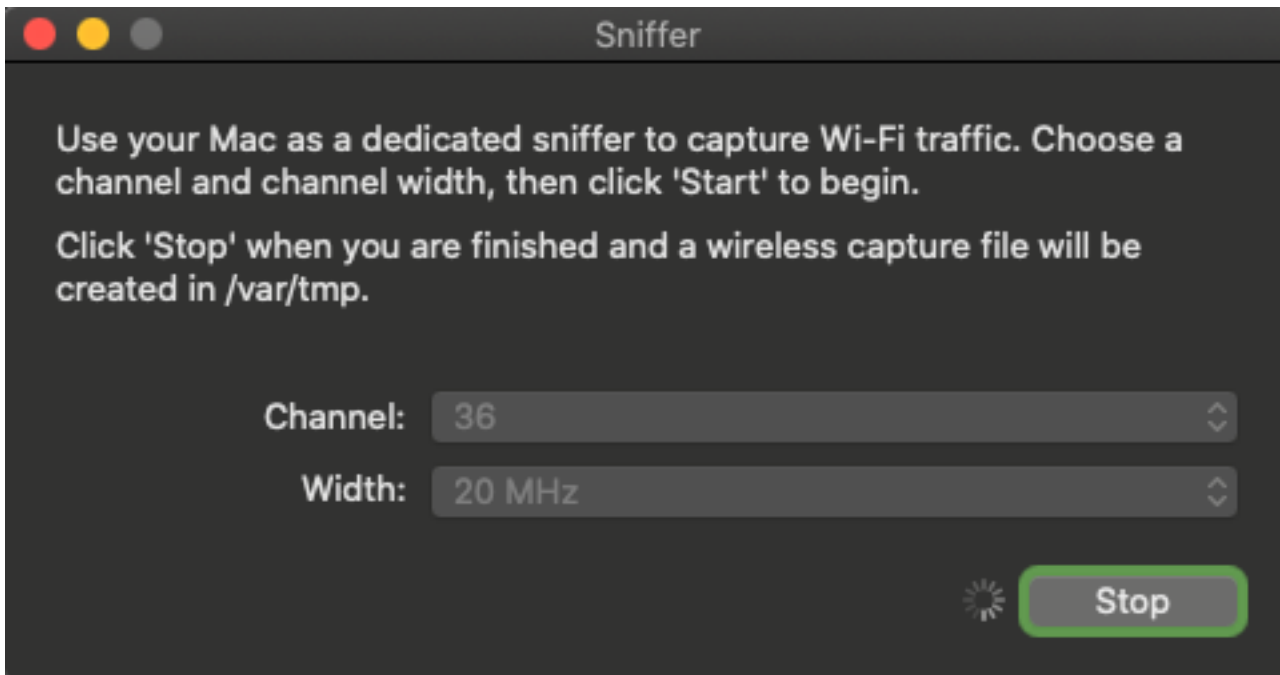 Sniffer
Use your Mac as a dedicated sniffer to capture Wi-Fi traffic. Choose a
channel and channel width, then click 'Start' to begin.
Click 'Stop' when you are finished and a wireless capture file will be
created in /var/tmp.
Channel: 36
Width: 20 MHz
Stop